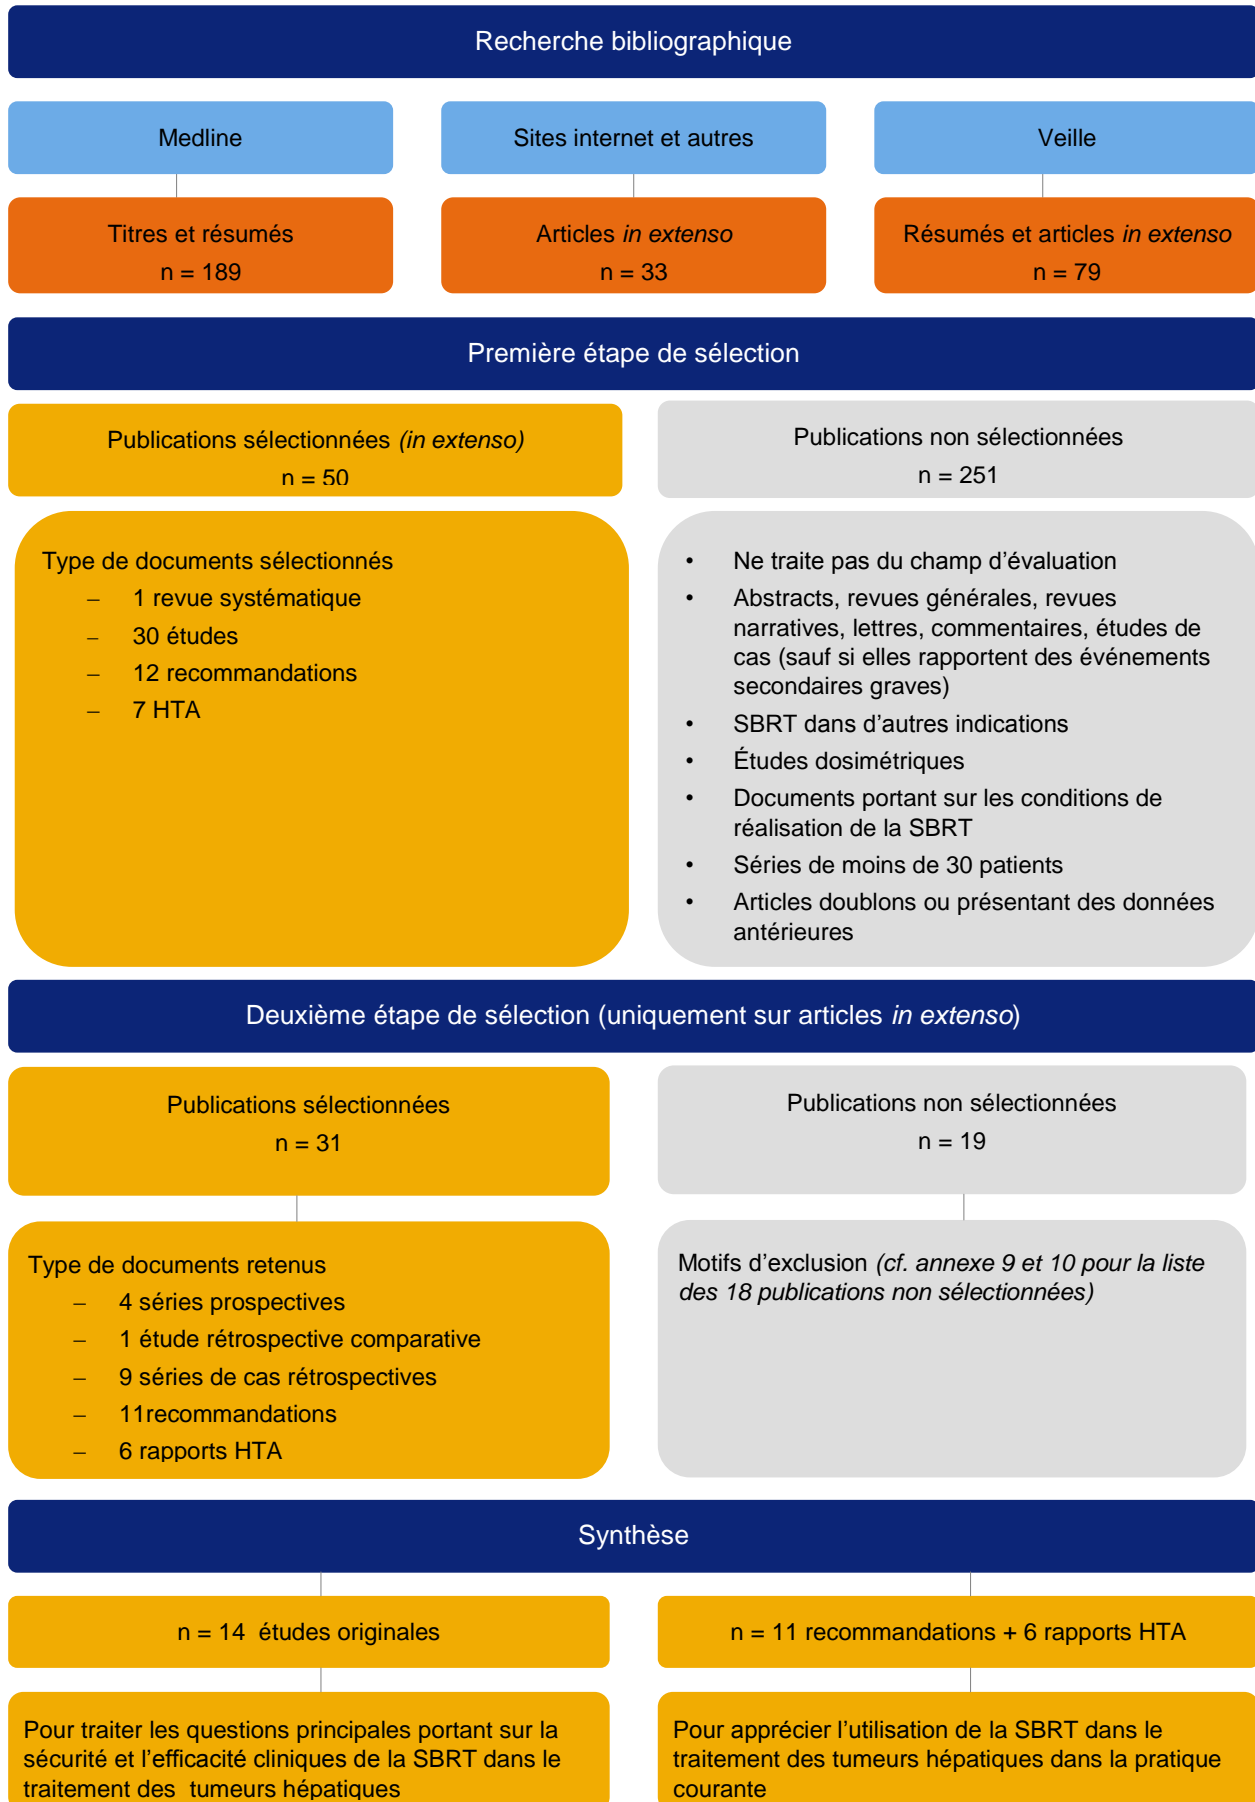 Recherche bibliographique
Medline
Sites internet et autres
Veille
Titres et résumés
n = 189
Articles in extenso
n = 33
Résumés et articles in extenso
n = 79
Première étape de sélection
Publications sélectionnées (in extenso)
n = 50
Publications non sélectionnées
n = 251
Type de documents sélectionnés
– 1 revue systématique
– 30 études
– 12 recommandations
– 7 HTA
• Ne traite pas du champ d’évaluation
• Abstracts, revues générales, revues
narratives, lettres, commentaires, études de
cas (sauf si elles rapportent des événements
secondaires graves)
• SBRT dans d’autres indications
• Études dosimétriques
• Documents portant sur les conditions de
réalisation de la SBRT
• Séries de moins de 30 patients
• Articles doublons ou présentant des données
antérieures
Deuxième étape de sélection (uniquement sur articles in extenso)
Publications sélectionnées
n = 31
Publications non sélectionnées
n = 19
Type de documents retenus
– 4 séries prospectives
– 1 étude rétrospective comparative
– 9 séries de cas rétrospectives
– 11recommandations
– 6 rapports HTA
Motifs d’exclusion (cf. annexe 9 et 10 pour la liste
des 18 publications non sélectionnées)
Synthèse
n = 14 études originales
n = 11 recommandations + 6 rapports HTA
Pour traiter les questions principales portant sur la
sécurité et l’efficacité cliniques de la SBRT dans le
traitement des tumeurs hépatiques
Pour apprécier l’utilisation de la SBRT dans le
traitement des tumeurs hépatiques dans la pratique
courante